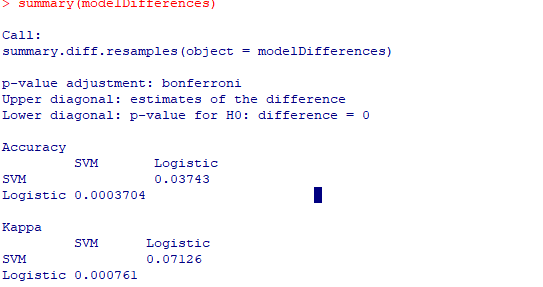 > summary(modelDifferences)
Call:
summary.diff.resamples(object = modelDifferences)
p-value adjustment: bonferroni
Upper diagonal: estimates of the difference
Lower diagonal: p-value for H0: difference = 0
Accuracy
SVM Logistic
SVM 0.03743
Logistic 0.0003704
Kappa
SVM Logistic
SVM 0.07126
Logistic 0.000761